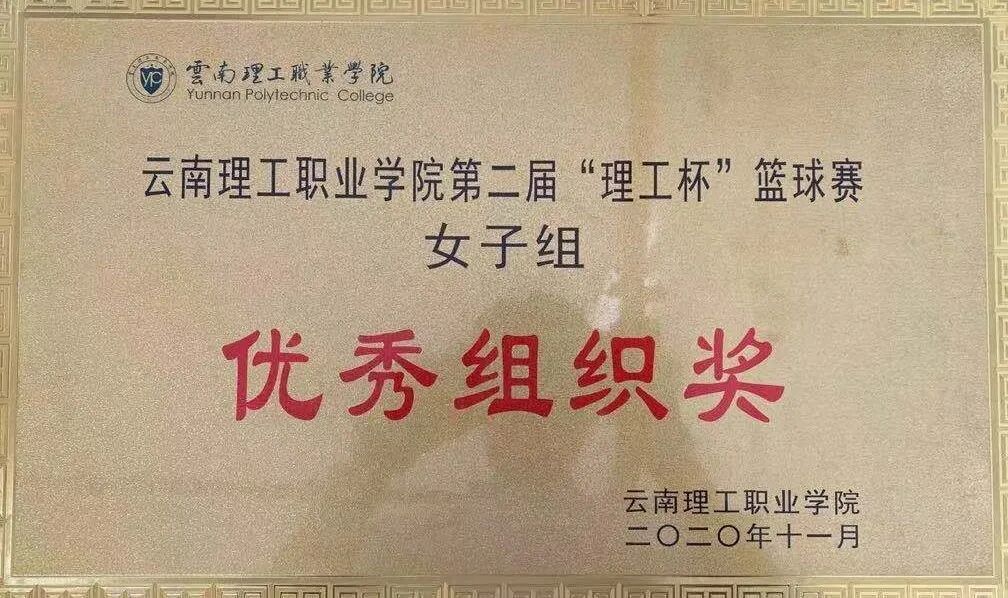 雲南理工職業學院
Yunnan Polytechnic College
云南理工职业学院第二届“理工杯”篮球赛
女子组
优秀组织奖
云南理工职业学院
二〇二〇年十一月